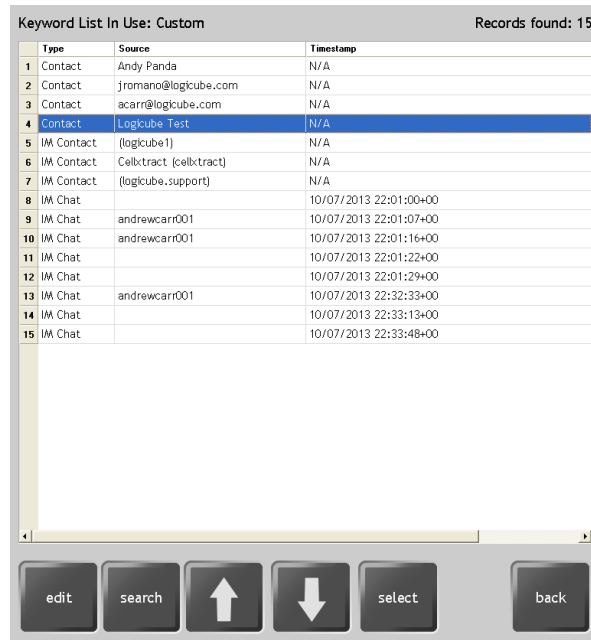 Keyword List In Use: Custom Records found: 15
Type Source Timestamp
1 Contact Andy Panda N/A
2 Contact jromano@logicube.com N/A
3 Contact acarr@logicube.com N/A
4 Contact Logicube Test N/A
5 IM Contact (logicube1) N/A
6 IM Contact Cellxtract (cellxtract) N/A
7 IM Contact (logicube.support) N/A
8 IM Chat 10/07/2013 22:01:00+00
9 IM Chat andrewcarr001 10/07/2013 22:01:07+00
10 IM Chat andrewcarr001 10/07/2013 22:01:16+00
11 IM Chat 10/07/2013 22:01:22+00
12 IM Chat 10/07/2013 22:01:29+00
13 IM Chat andrewcarr001 10/07/2013 22:32:33+00
14 IM Chat 10/07/2013 22:33:13+00
15 IM Chat 10/07/2013 22:33:48+00
edit search select back